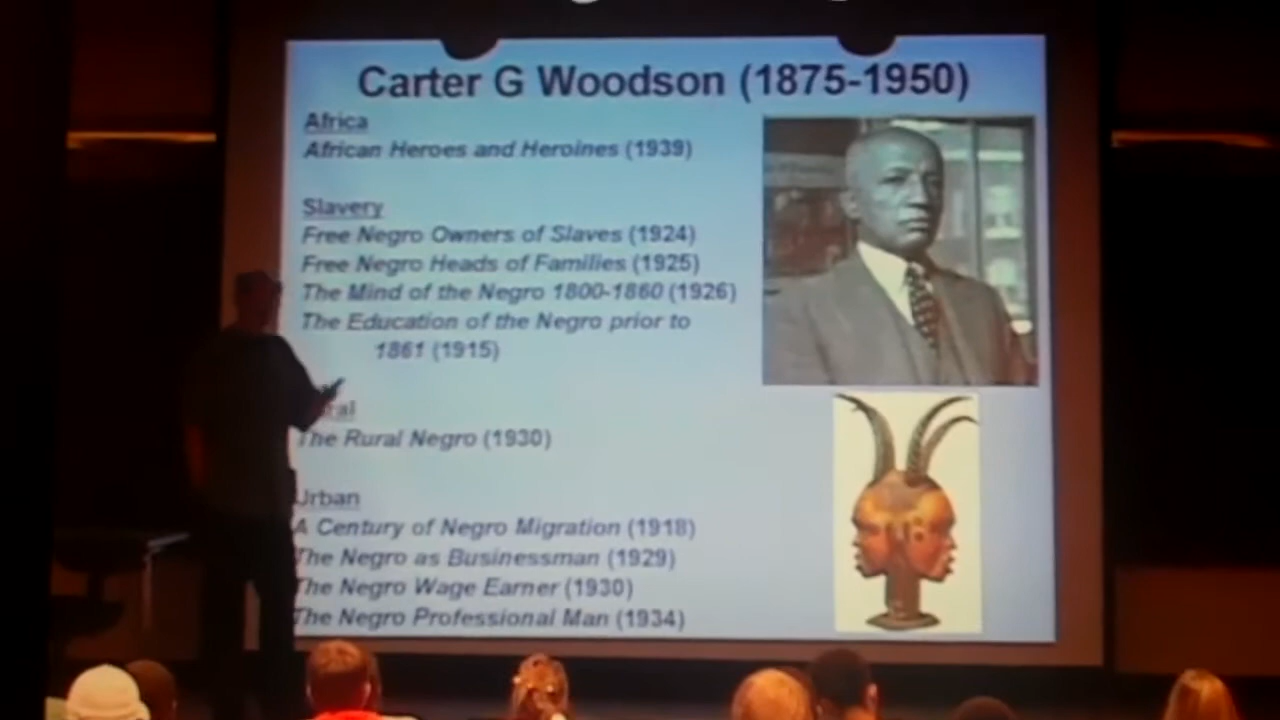 Carter G Woodson (1875-1950)
Africa
African Heroes and Heroines (1939)
Slavery
Free Negro Owners of Slaves (1924)
Free Negro Heads of Families (1925)
The Mind of the Negro 1800-1860 (1926)
The Education of the Negro prior to
1861 (1915)
The Rural Negro (1930)
Urban
A Century of Negro Migration (1918)
The Negro as Businessman (1929)
The Negro Wage Earner (1930)
The Negro Professional Man (1934)